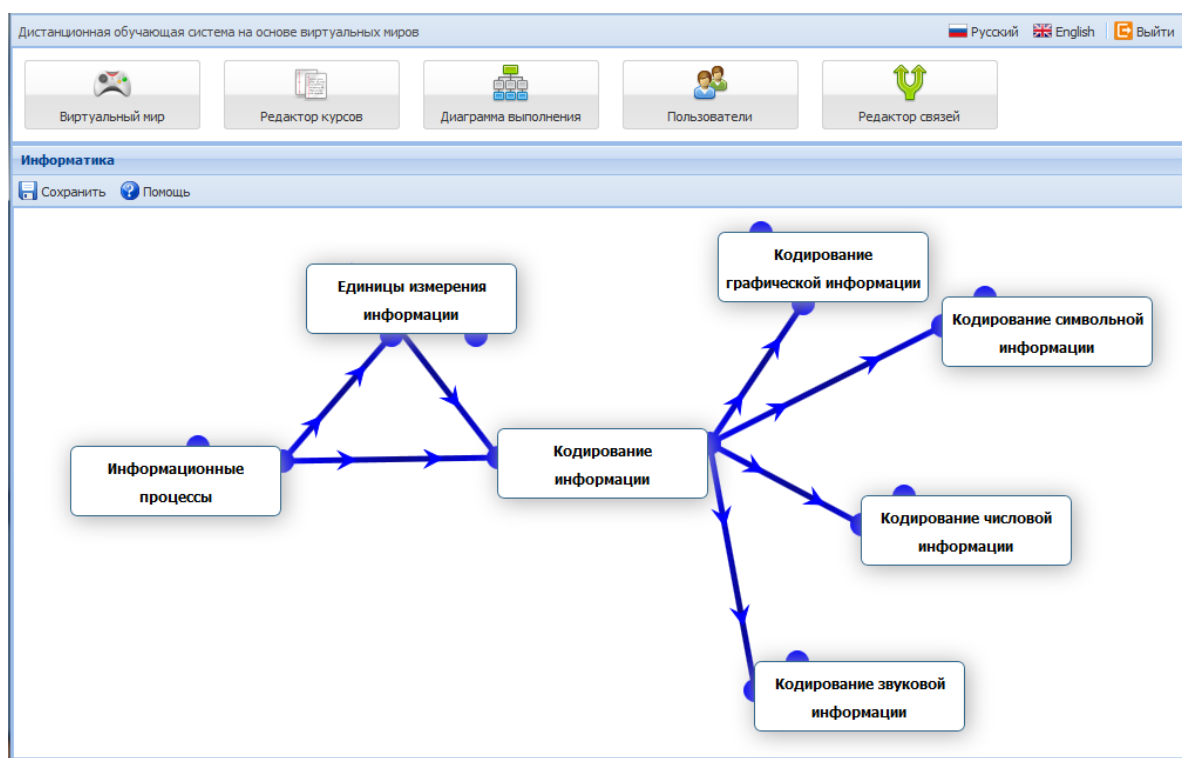 Дистанционная обучающая система на основе виртуальных миров
Русский English Выйти
Виртуальный мир Редактор курсов Диаграмма выполнения Пользователи Редактор связей
Информатика
Сохранить Помощь
Кодирование
графической информации
Единицы измерения
информации
Кодирование символьной
информации
Информационные
процессы
Кодирование
информации
Кодирование числовой
информации
Кодирование звуковой
информации